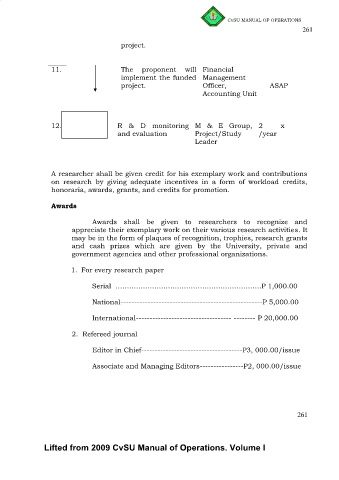 CvSU MANUAL OF OPERATIONS
261
project.
11. The proponent will Financial
implement the funded Management
project. Officer, ASAP
Accounting Unit
12. R & D monitoring M & E Group, 2 x
and evaluation Project/Study /year
Leader
A researcher shall be given credit for his exemplary work and contributions
on research by giving adequate incentives in a form of workload credits,
honoraria, awards, grants, and credits for promotion.
Awards
Awards shall be given to researchers to recognize and
appreciate their exemplary work on their various research activities. It
may be in the form of plaques of recognition, trophies, research grants
and cash prizes which are given by the University, private and
government agencies and other professional organizations.
1. For every research paper
Serial ................................................................P 1,000.00
National----------------------------------------------------P 5,000.00
International----------------------------------- -------- P 20,000.00
2. Refereed journal
Editor in Chief-------------------------------------P3, 000.00/issue
Associate and Managing Editors----------------P2, 000.00/issue
261
Lifted from 2009 CvSU Manual of Operations. Volume I